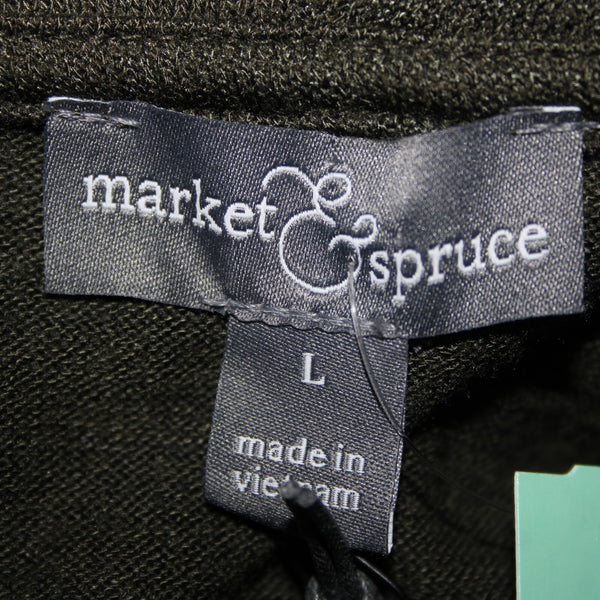 market & spruce
L
made in
vietnam